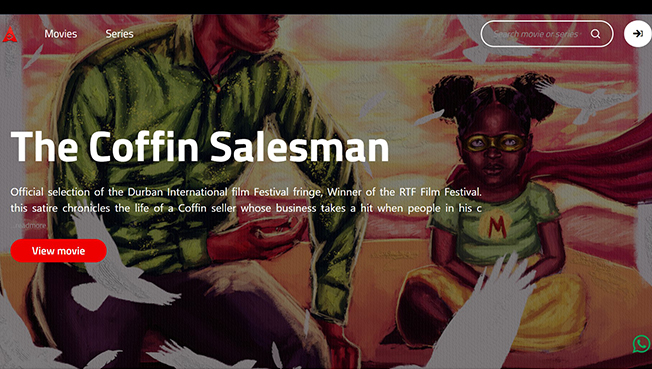 Movies
Series
Search movie or series
The Coffin Salesman
Official selection of the Durban International film Festival fringe, Winner of the RTF Film Festival.
this satire chronicles the life of a Coffin seller whose business takes a hit when people in his c
...readmore.
View movie
M